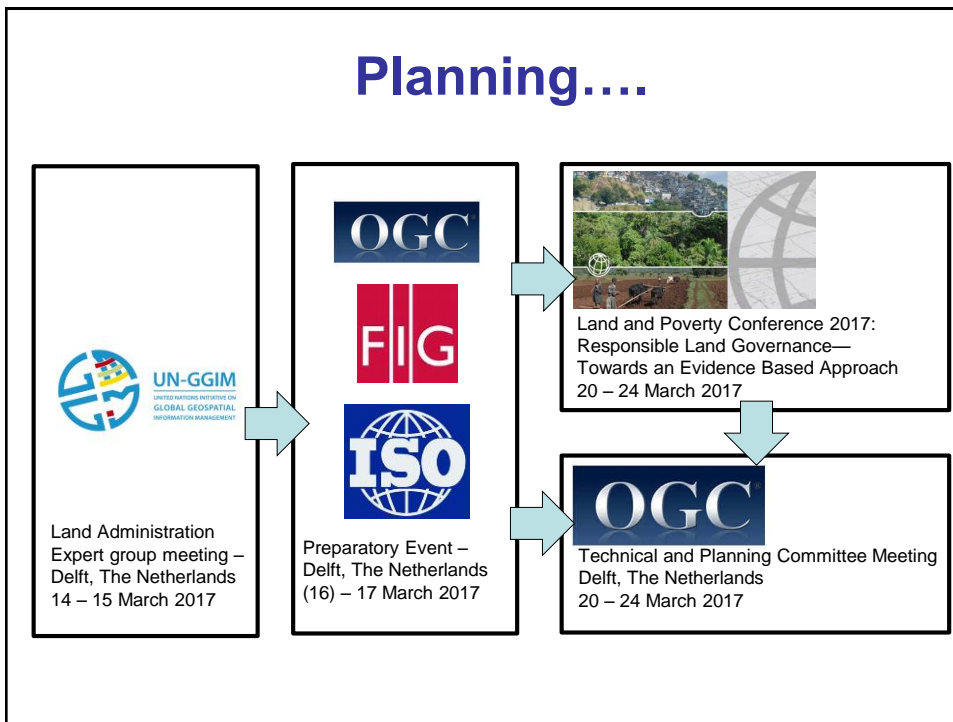 Planning....
UN-GGIM
UNITED NATIONS INITIATIVE ON
GLOBAL GEOSPATIAL
INFORMATION MANAGEMENT
Land Administration
Expert group meeting –
Delft, The Netherlands
14 – 15 March 2017
OGC®
FIG
ISO
Preparatory Event –
Delft, The Netherlands
(16) – 17 March 2017
Land and Poverty Conference 2017:
Responsible Land Governance—
Towards an Evidence Based Approach
20 – 24 March 2017
OGC®
Technical and Planning Committee Meeting
Delft, The Netherlands
20 – 24 March 2017